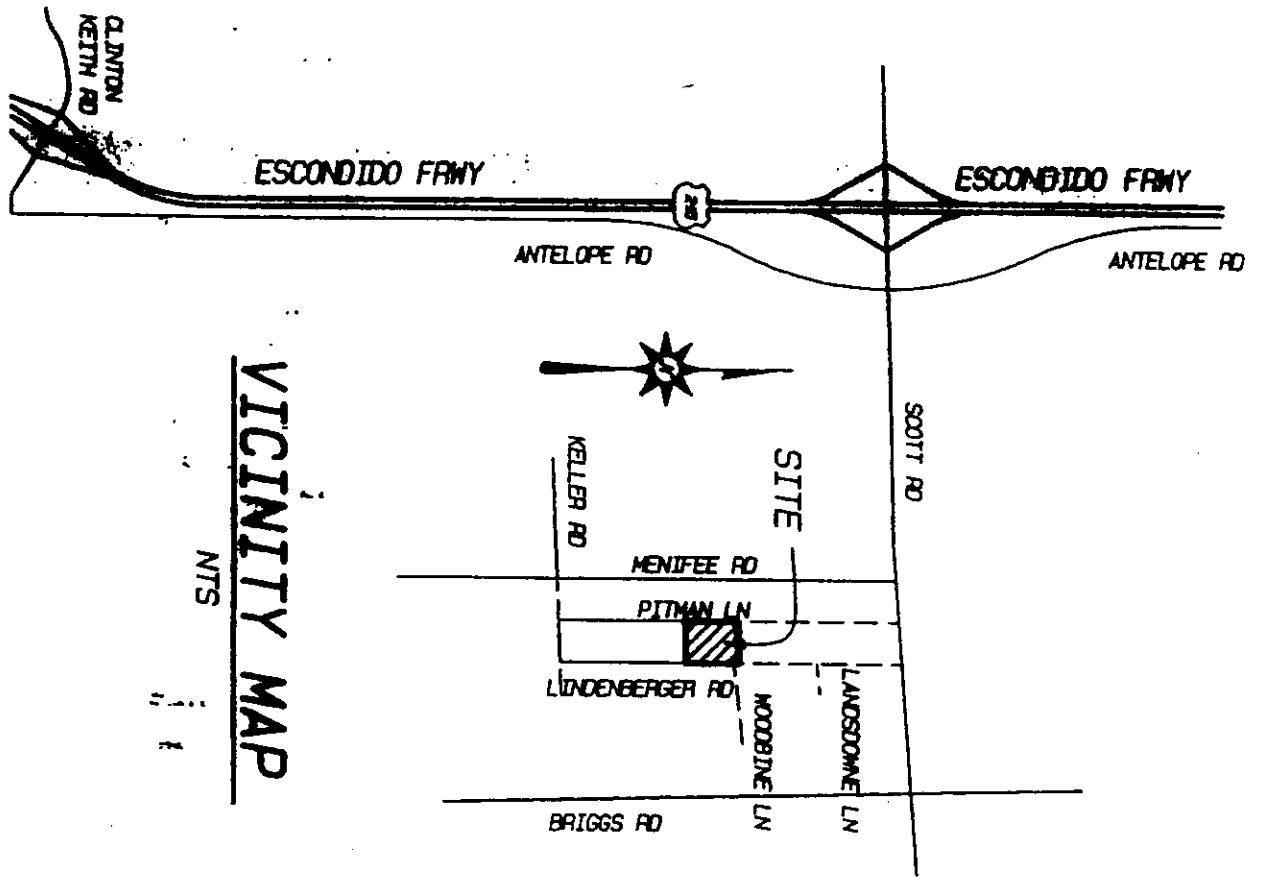 CLINTON
KEITH RD
ESCONDIDO FRWY
ESCONDIDO FRWY
ANTELOPE RD
ANTELOPE RD
SCOTT RD
KELLER RD
SITE
MENIFEE RD
PITMAN LN
LINDENBERGER RD
WOODBINE LN
LANDSDOWNE LN
BRIGGS RD
VICINITY MAP
NTS